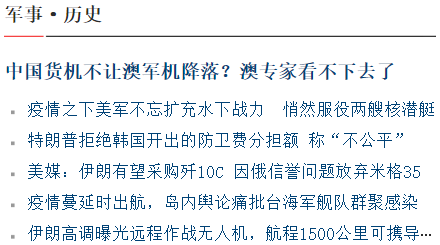 军事·历史
中国货机不让澳军机降落？澳专家看不下去了
疫情之下美军不忘扩充水下战力　悄然服役两艘核潜艇
特朗普拒绝韩国开出的防卫费分担额 称“不公平”
美媒：伊朗有望采购歼10C 因俄信誉问题放弃米格35
疫情蔓延时出航，岛内舆论痛批台海军舰队群聚感染
伊朗高调曝光远程作战无人机，航程1500公里可携导…